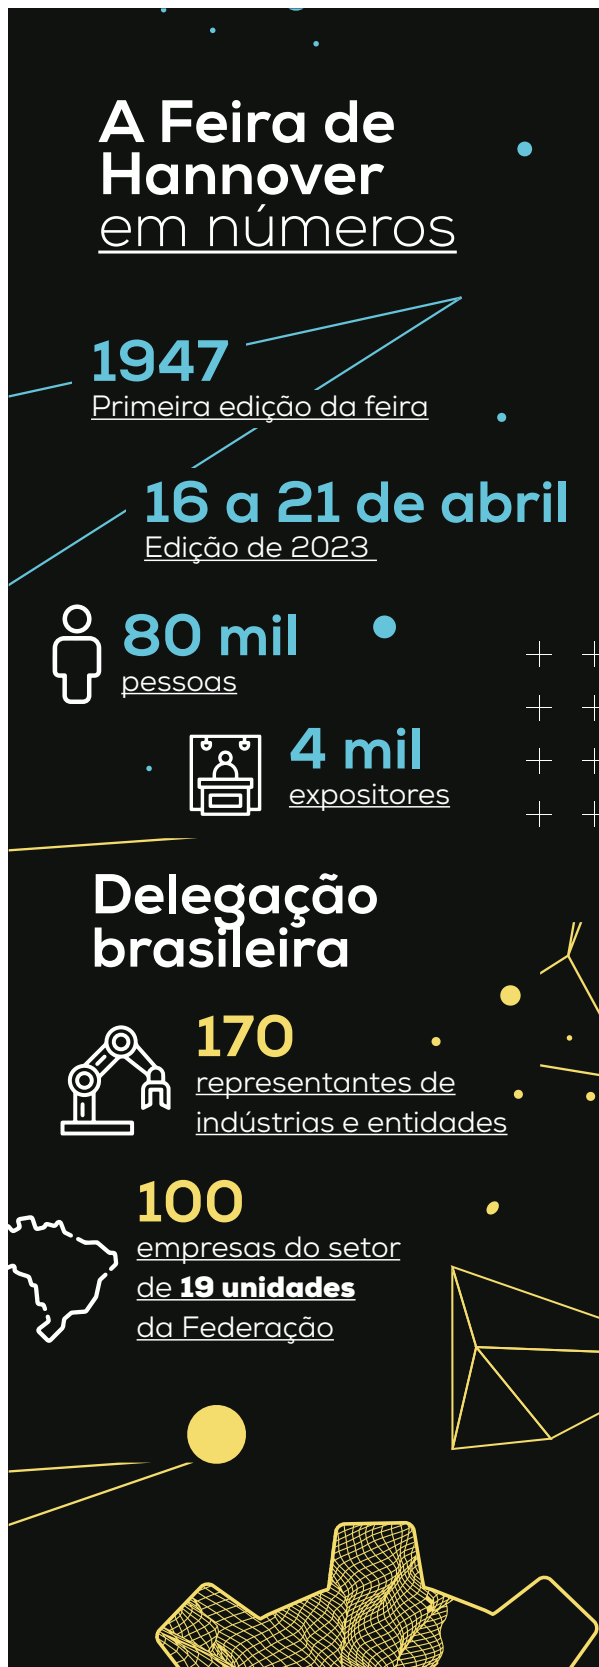 A Feira de
Hannover
em números
1947
Primeira edição da feira
16 a 21 de abril
Edição de 2023
80 mil
pessoas
4 mil
expositores
Delegação
brasileira
170
representantes de
indústrias e entidades
100
empresas do setor
de 19 unidades
da Federação